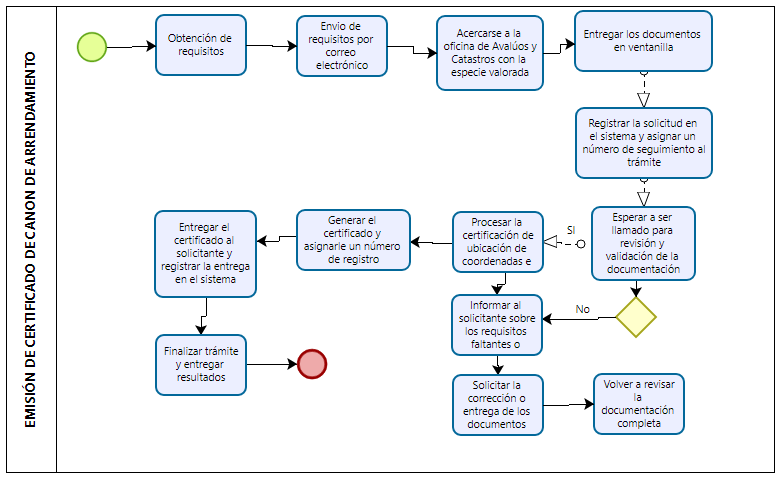 EMISIÓN DE CERTIFICADO DE CANON DE ARRENDAMIENTO
Obtención de
requisitos
Envio de
requisitos por
correo
electrónico
Acercarse a la
oficina de Avalúos y
Catastros con la
especie valorada
Entregar los documentos
en ventanilla
Registrar la solicitud en
el sistema y asignar un
número de seguimiento al
trámite
Esperar a ser
llamado para
revisión y
validación de la
documentación
SI
Procesar la
certificación de
ubicación de
coordenadas e
Generar el
certificado y
asignarle un número
de registro
Entregar el
certificado al
solicitante y
registrar la entrega
en el sistema
No
Informar al
solicitante sobre
los requisitos
faltantes o
Finalizar trámite
y entregar
resultados
Solicitar la
corrección o
entrega de los
documentos
Volver a revisar
la
documentación
completa